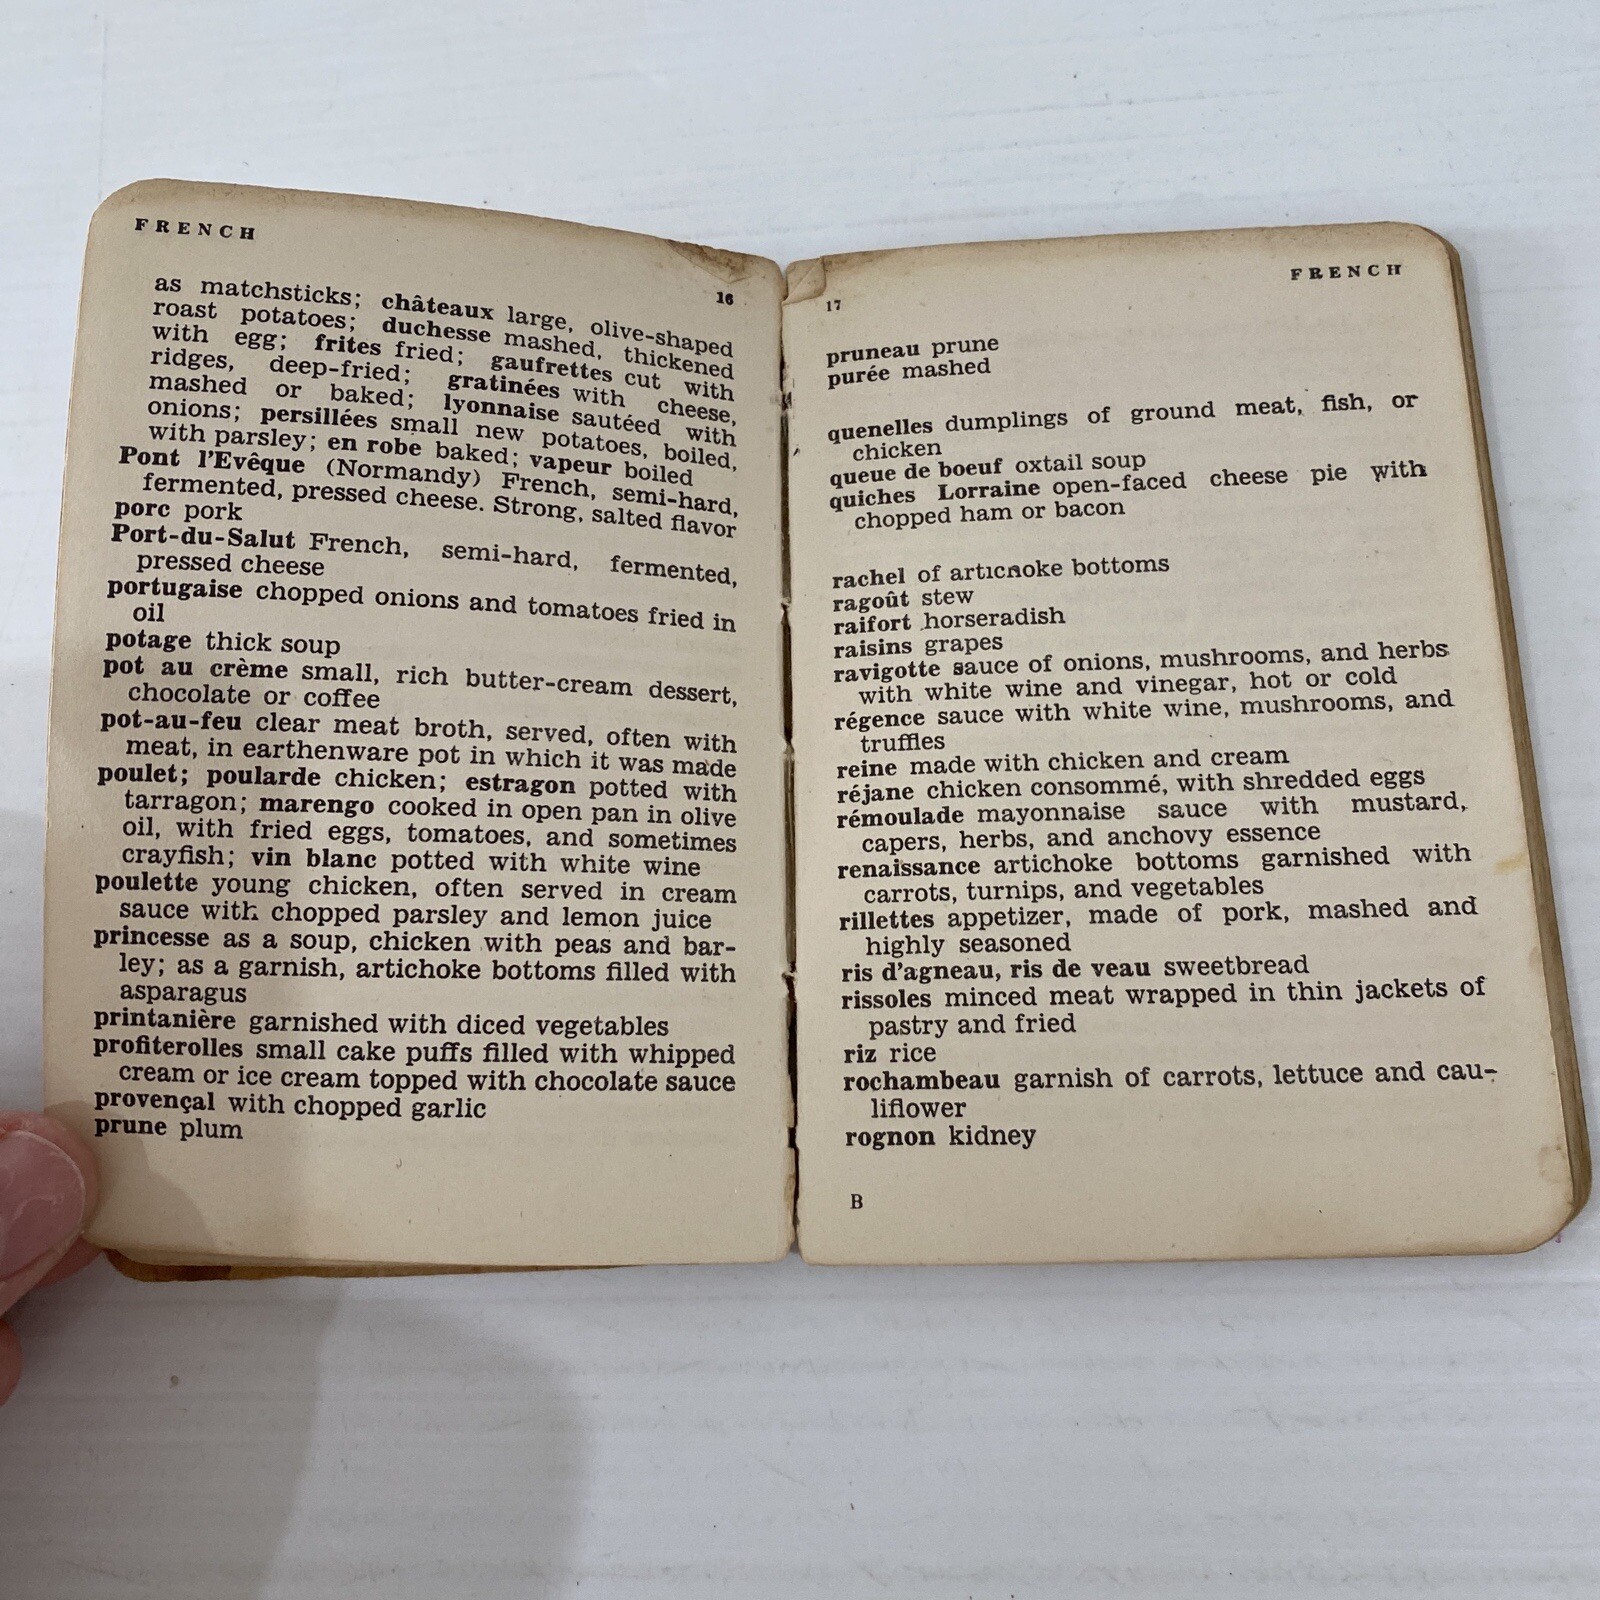 FRENCH
16
as matchsticks; châteaux large, olive-shaped
roast potatoes; duchesse mashed, thickened
with egg; frites fried; gaufrettes cut with
ridges, deep-fried; gratinées with cheese,
mashed or baked; lyonnaise sautéed with
onions; persillées small new potatoes, boiled,
with parsley; en robe baked; vapeur boiled
Pont l'Evêque (Normandy) French, semi-hard,
fermented, pressed cheese. Strong, salted flavor
porc pork
Port-du-Salut French, semi-hard, fermented,
pressed cheese
portugaise chopped onions and tomatoes fried in
oil
potage thick soup
pot au crème small, rich butter-cream dessert,
chocolate or coffee
pot-au-feu clear meat broth, served, often with
meat, in earthenware pot in which it was made
poulet; poularde chicken; estragon potted with
tarragon; marengo cooked in open pan in olive
oil, with fried eggs, tomatoes, and sometimes
crayfish; vin blanc potted with white wine
poulette young chicken, often served in cream
sauce with chopped parsley and lemon juice
princesse as a soup, chicken with peas and bar-
ley; as a garnish, artichoke bottoms filled with
asparagus
printanière garnished with diced vegetables
profiterolles small cake puffs filled with whipped
cream or ice cream topped with chocolate sauce
provençal with chopped garlic
prune plum
FRENCH
17
pruneau prune
purée mashed
quenelles dumplings of ground meat, fish, or
chicken
queue de boeuf oxtail soup
quiches Lorraine open-faced cheese pie with
chopped ham or bacon
rachel of artichoke bottoms
ragoût stew
raifort horseradish
raisins grapes
ravigotte sauce of onions, mushrooms, and herbs
with white wine and vinegar, hot or cold
régence sauce with white wine, mushrooms, and
truffles
reine made with chicken and cream
réjane chicken consommé, with shredded eggs
rémoulade mayonnaise sauce with mustard,
capers, herbs, and anchovy essence
renaissance artichoke bottoms garnished with
carrots, turnips, and vegetables
rillettes appetizer, made of pork, mashed and
highly seasoned
ris d'agneau, ris de veau sweetbread
rissoles minced meat wrapped in thin jackets of
pastry and fried
riz rice
rochambeau garnish of carrots, lettuce and cau-
liflower
rognon kidney
B